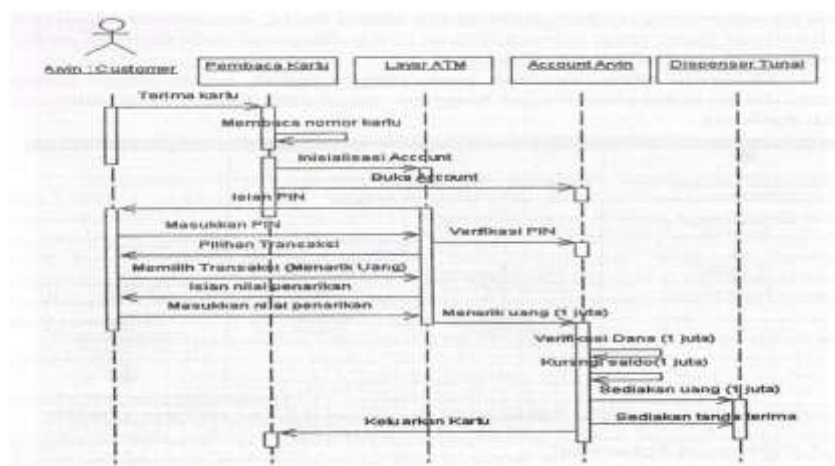 Awin : Customer
Pembaca Kartu
Layar ATM
Account Awin
Dispenser Tunai
Terima kartu
Membaca nomor kartu
Inisialisasi Account
Buka Account
Isian PIN
Masukkan PIN
Verifikasi PIN
Pilihan Transaksi
Memilih Transaksi (Menarik Uang)
Isian nilai penarikan
Masukkan nilai penarikan
Menarik uang (1 juta)
Verifikasi Dana (1 juta)
Kurangi saldo(1 juta)
Sediakan uang (1 juta)
Sediakan tanda terima
Keluarkan Kartu